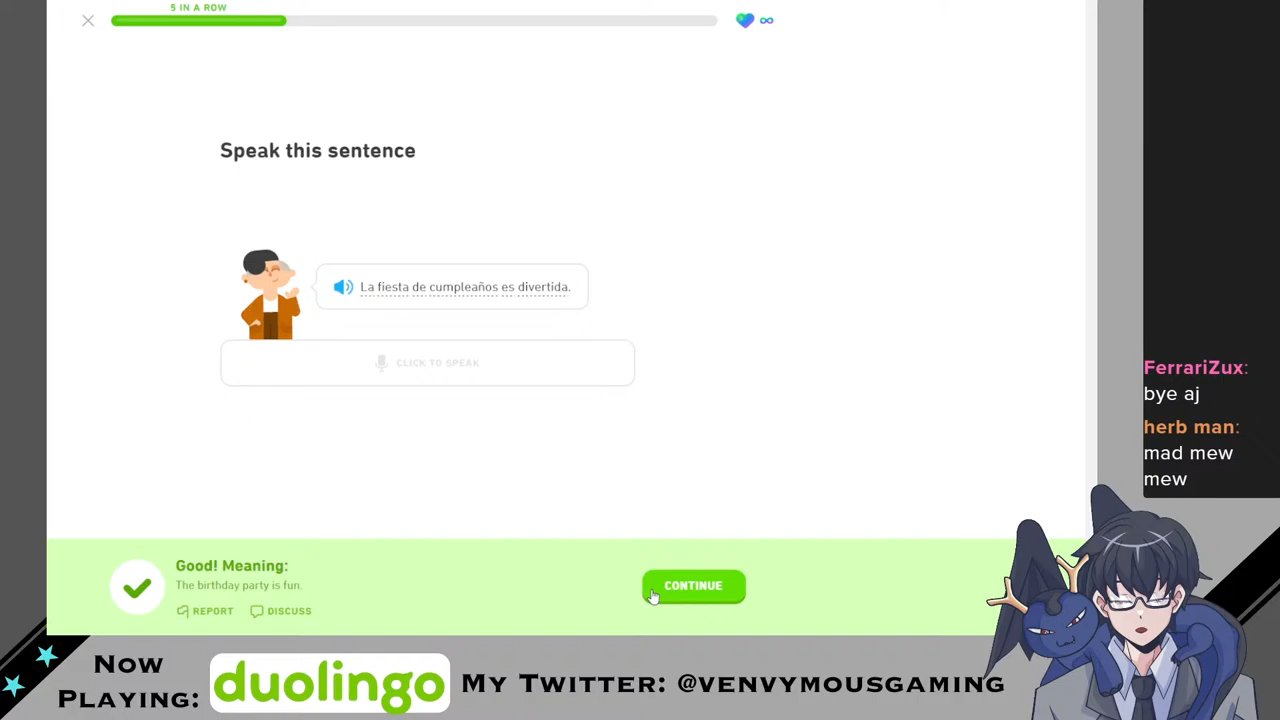 5 IN A ROW
Speak this sentence
La fiesta de cumpleaños es divertida.
CLICK TO SPEAK
FerrariZux:
bye aj
herb man:
mad mew
mew
Good! Meaning:
The birthday party is fun.
REPORT DISCUSS
CONTINUE
NOW
PLAYING:
duolingo
MY TWITTER: @VENVYMOUSGAMING